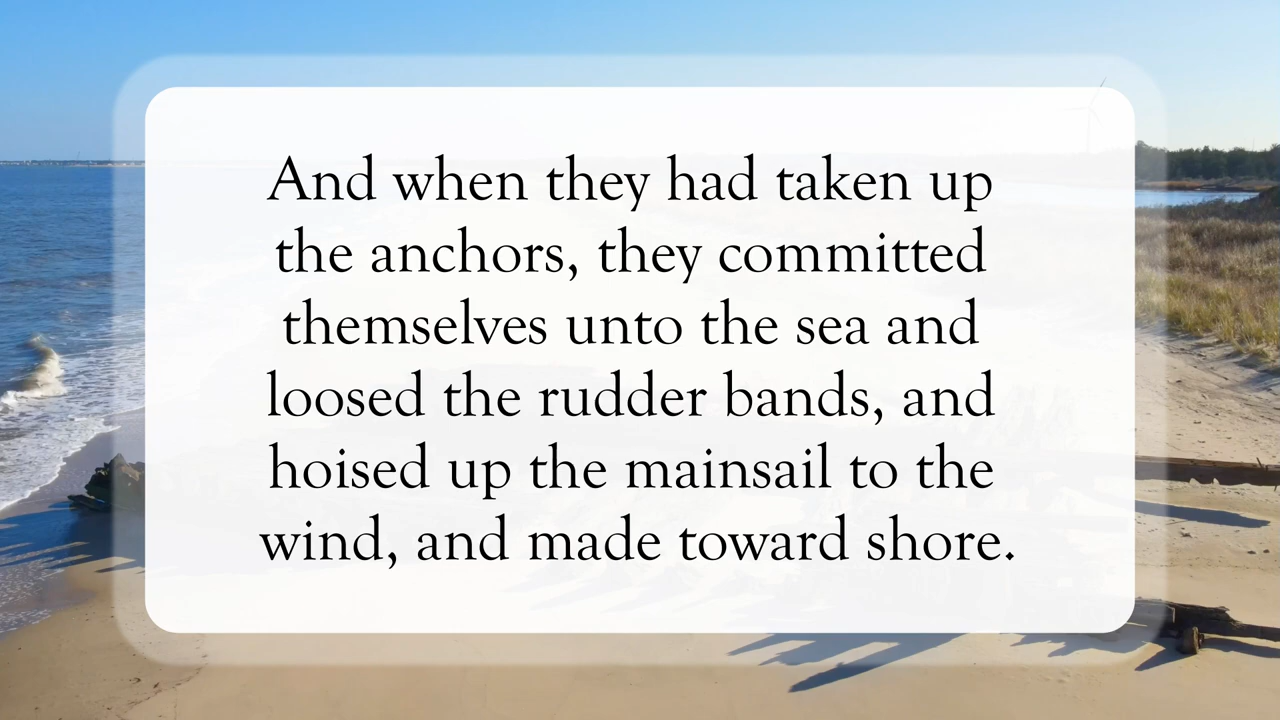 And when they had taken up
the anchors, they committed
themselves unto the sea and
loosed the rudder bands, and
hoised up the mainsail to the
wind, and made toward shore.